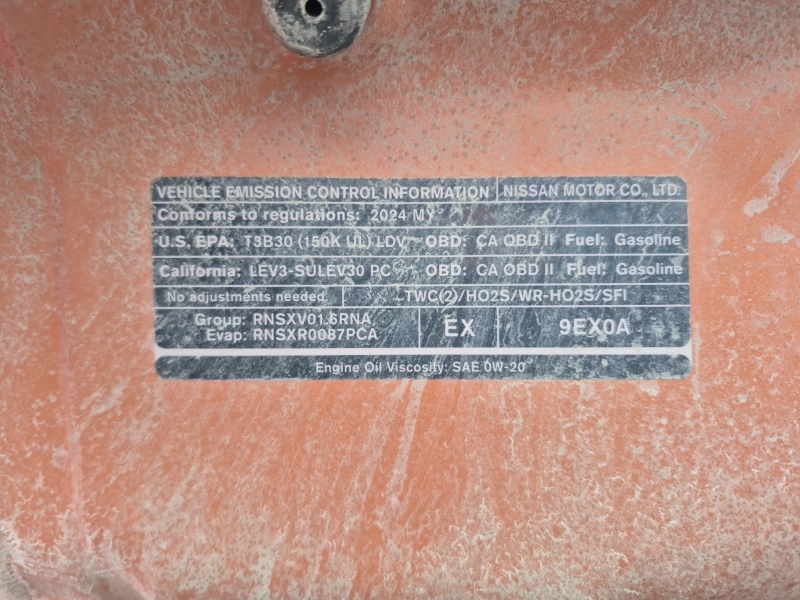 VEHICLE EMISSION CONTROL INFORMATION NISSAN MOTOR CO., LTD.
Conforms to regulations: 2024 MY
U.S. EPA: T3B30 (150K UL) LDV OBD: CA OBD II Fuel: Gasoline
California: LEV3-SULEV30 PC OBD: CA OBD II Fuel: Gasoline
No adjustments needed. TWC(2)/HO2S/WR-HO2S/SFI
Group: RNSXV01.6RNA
Evap: RNSXR0087PCA
EX 9EX0A
Engine Oil Viscosity: SAE 0W-20